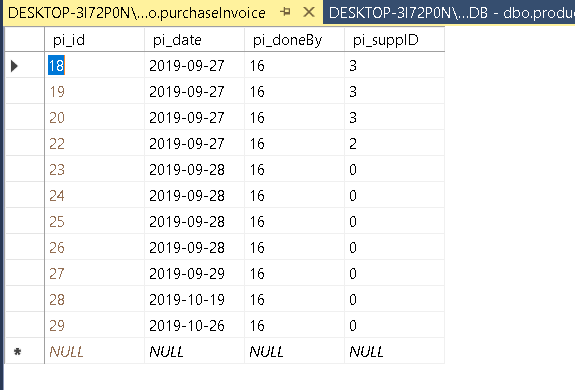 DESKTOP-3I72P0N\...o.purchaseInvoice DESKTOP-3I72P0N\...DB - dbo.produc
pi_id pi_date pi_doneBy pi_suppID
18 2019-09-27 16 3
19 2019-09-27 16 3
20 2019-09-27 16 3
22 2019-09-27 16 2
23 2019-09-28 16 0
24 2019-09-28 16 0
25 2019-09-28 16 0
26 2019-09-28 16 0
27 2019-09-29 16 0
28 2019-10-19 16 0
29 2019-10-26 16 0
NULL NULL NULL NULL